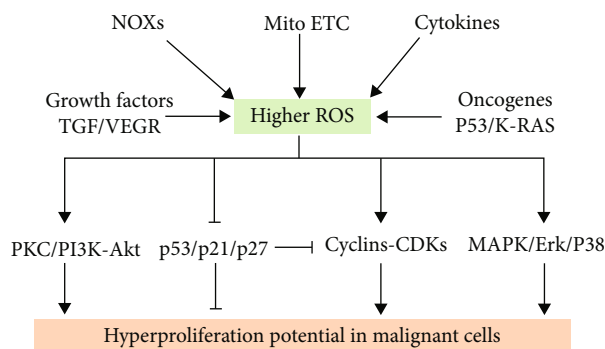 NOXs
Mito ETC
Cytokines
Growth factors
TGF/VEGR
Higher ROS
Oncogenes
P53/K-RAS
PKC/PI3K-Akt
p53/p21/p27
Cyclins-CDKs
MAPK/Erk/P38
Hyperproliferation potential in malignant cells